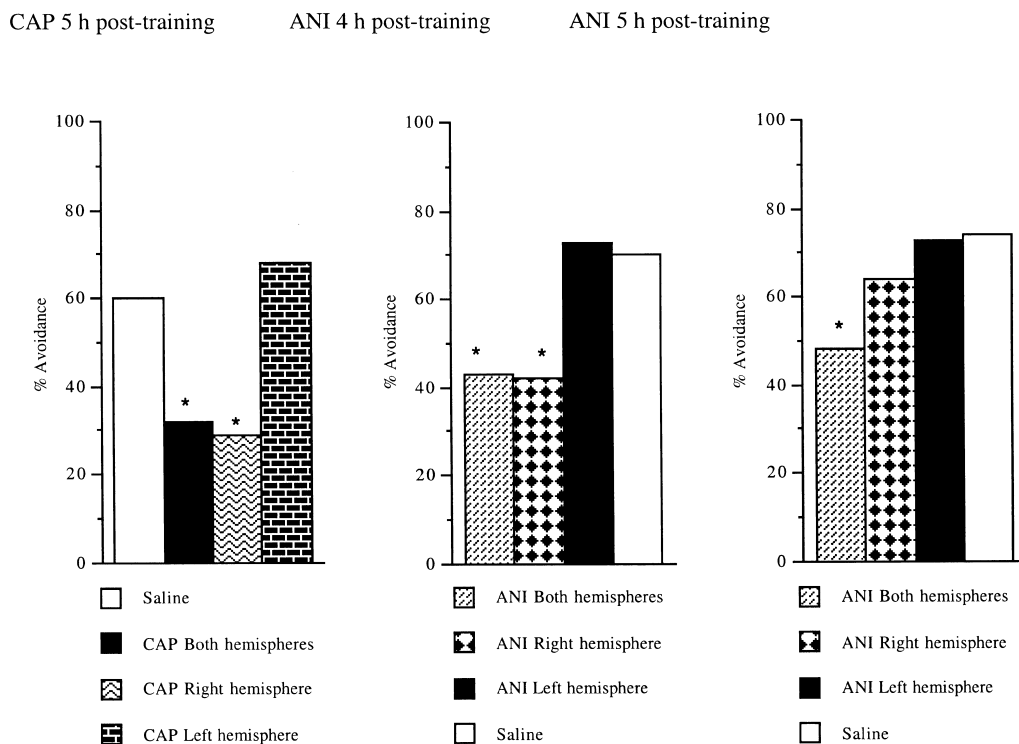 CAP 5 h post-training
ANI 4 h post-training
ANI 5 h post-training
% Avoidance
100
80
60
40
20
0
Saline
CAP Both hemispheres
CAP Right hemisphere
CAP Left hemisphere
* *
% Avoidance
100
80
60
40
20
0
* *
ANI Both hemispheres
ANI Right hemisphere
ANI Left hemisphere
Saline
% Avoidance
100
80
60
40
20
0
*
ANI Both hemispheres
ANI Right hemisphere
ANI Left hemisphere
Saline